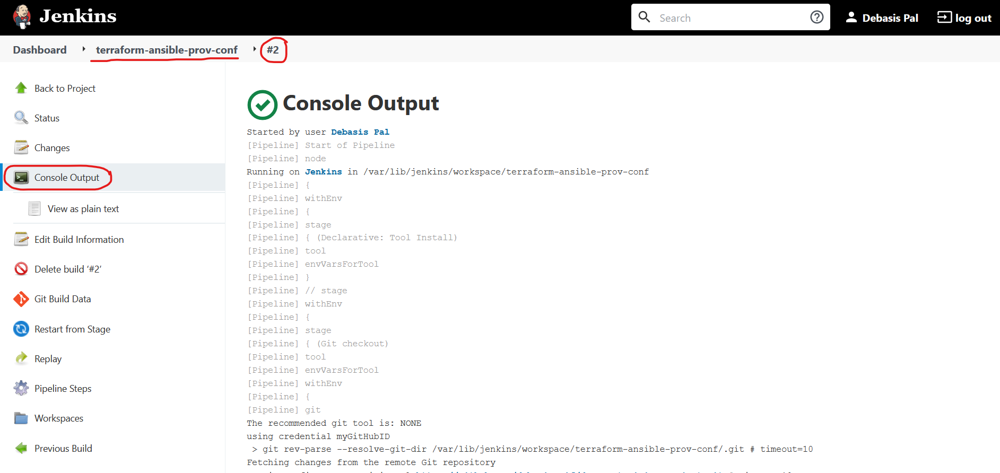 Jenkins
Search
Debasis Pal
log out
Dashboard
terraform-ansible-prov-conf
#2
Back to Project
Status
Changes
Console Output
View as plain text
Edit Build Information
Delete build ‘#2’
Git Build Data
Restart from Stage
Replay
Pipeline Steps
Workspaces
Previous Build
Console Output
Started by user Debasis Pal
[Pipeline] Start of Pipeline
[Pipeline] node
Running on Jenkins in /var/lib/jenkins/workspace/terraform-ansible-prov-conf
[Pipeline] {
[Pipeline] withEnv
[Pipeline] {
[Pipeline] stage
[Pipeline] { (Declarative: Tool Install)
[Pipeline] tool
[Pipeline] envVarsForTool
[Pipeline] }
[Pipeline] // stage
[Pipeline] withEnv
[Pipeline] {
[Pipeline] stage
[Pipeline] { (Git checkout)
[Pipeline] tool
[Pipeline] envVarsForTool
[Pipeline] withEnv
[Pipeline] {
[Pipeline] git
The recommended git tool is: NONE
using credential myGitHubID
> git rev-parse --resolve-git-dir /var/lib/jenkins/workspace/terraform-ansible-prov-conf/.git # timeout=10
Fetching changes from the remote Git repository